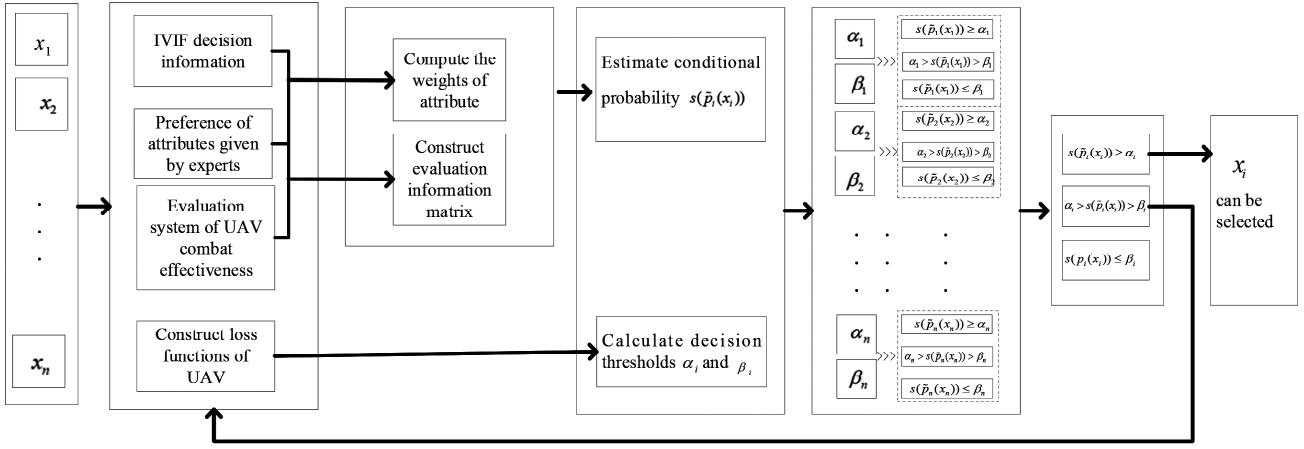 x₁
x₂
xₙ
IVIF decision
information
Preference of
attributes given
by experts
Evaluation
system of UAV
combat
effectiveness
Construct loss
functions of
UAV
Compute the
weights of
attribute
Construct
evaluation
information
matrix
Estimate conditional
probability s(p̃ᵢ(xᵢ))
Calculate decision
thresholds αᵢ and βᵢ
α₁
β₁
>>>
s(p̃₁(x₁)) ≥ α₁
α₁ > s(p̃₁(x₁)) > β₁
s(p̃₁(x₁)) ≤ β₁
α₂
β₂
>>>
s(p̃₂(x₂)) ≥ α₂
α₂ > s(p̃₂(x₂)) > β₂
s(p̃₂(x₂)) ≤ β₂
αₙ
βₙ
>>>
s(p̃ₙ(xₙ)) ≥ αₙ
αₙ > s(p̃ₙ(xₙ)) > βₙ
s(p̃ₙ(xₙ)) ≤ βₙ
s(p̃ᵢ(xᵢ)) > αᵢ
αᵢ > s(p̃ᵢ(xᵢ)) > βᵢ
s(pᵢ(xᵢ)) ≤ βᵢ
xᵢ
can be
selected